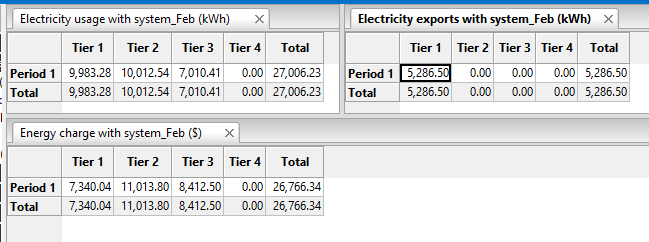 Electricity usage with system_Feb (kWh)
Tier 1 Tier 2 Tier 3 Tier 4 Total
Period 1 9,983.28 10,012.54 7,010.41 0.00 27,006.23
Total 9,983.28 10,012.54 7,010.41 0.00 27,006.23
Electricity exports with system_Feb (kWh)
Tier 1 Tier 2 Tier 3 Tier 4 Total
Period 1 5,286.50 0.00 0.00 0.00 5,286.50
Total 5,286.50 0.00 0.00 0.00 5,286.50
Energy charge with system_Feb ($)
Tier 1 Tier 2 Tier 3 Tier 4 Total
Period 1 7,340.04 11,013.80 8,412.50 0.00 26,766.34
Total 7,340.04 11,013.80 8,412.50 0.00 26,766.34